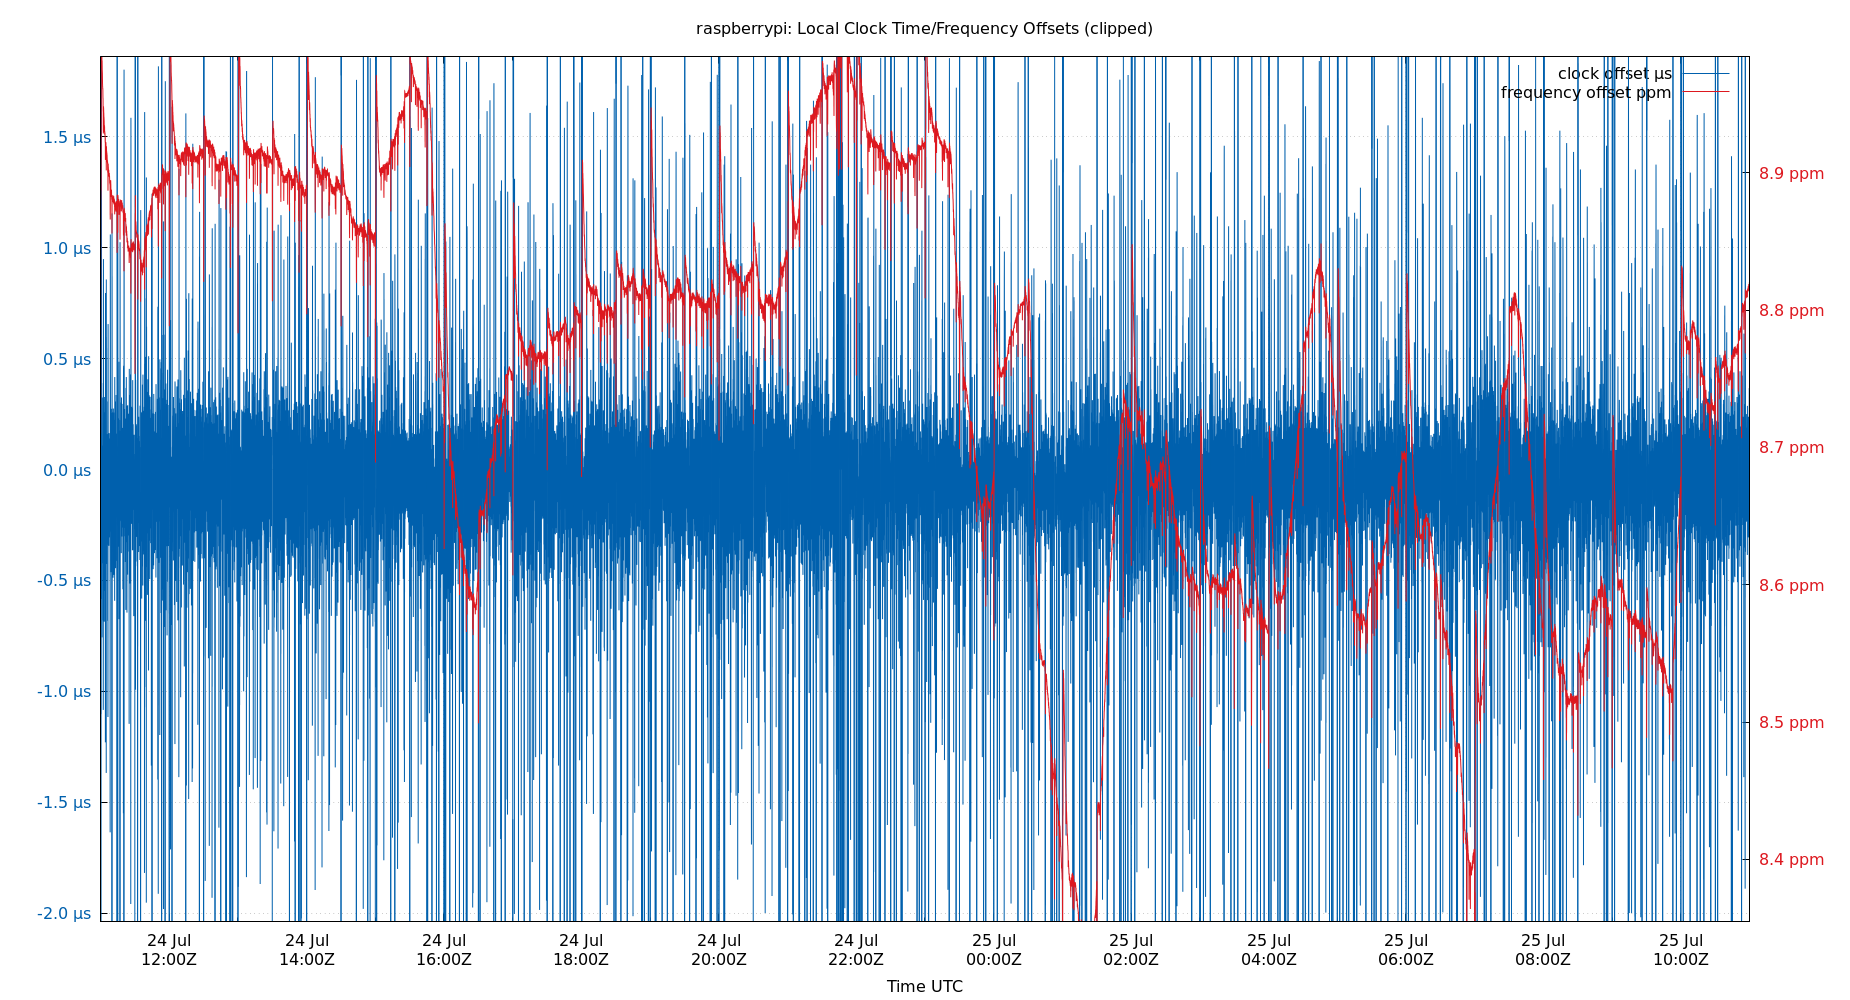 raspberrypi: Local Clock Time/Frequency Offsets (clipped)
clock offset µs
frequency offset ppm
1.5 µs
1.0 µs
0.5 µs
0.0 µs
-0.5 µs
-1.0 µs
-1.5 µs
-2.0 µs
8.9 ppm
8.8 ppm
8.7 ppm
8.6 ppm
8.5 ppm
8.4 ppm
24 Jul 24 Jul 24 Jul 24 Jul 24 Jul 24 Jul 25 Jul 25 Jul 25 Jul 25 Jul 25 Jul 25 Jul
12:00Z 14:00Z 16:00Z 18:00Z 20:00Z 22:00Z 00:00Z 02:00Z 04:00Z 06:00Z 08:00Z 10:00Z
Time UTC